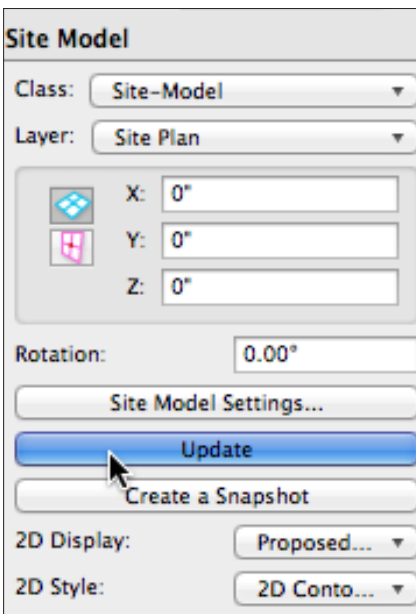 Site Model
Class: Site-Model
Layer: Site Plan
X: 0"
Y: 0"
Z: 0"
Rotation: 0.00°
Site Model Settings...
Update
Create a Snapshot
2D Display: Proposed...
2D Style: 2D Conto...